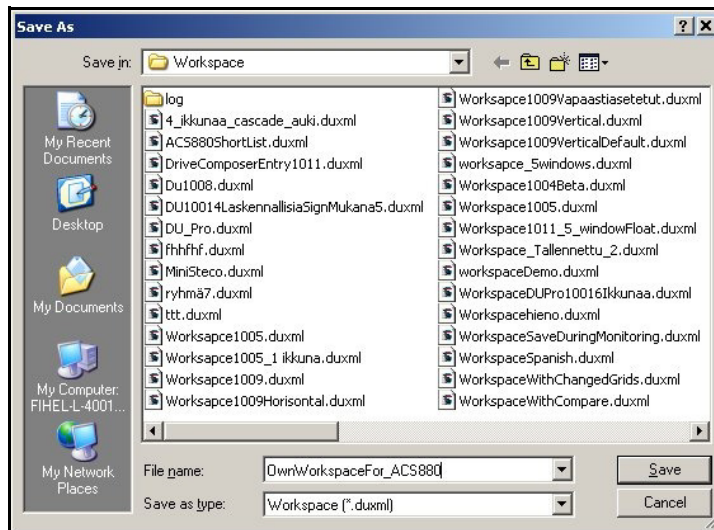 Save As
Save in:
Workspace
My Recent
Documents
Desktop
My Documents
My Computer:
FIHEL-L-4001...
My Network
Places
log
4_ikkunaa_cascade_auki.duxml
ACS880ShortList.duxml
DriveComposerEntry1011.duxml
Du1008.duxml
DU10014LaskennallisiaSignMukana5.duxml
DU_Pro.duxml
fhhfhf.duxml
MiniSteco.duxml
ryhmä7.duxml
ttt.duxml
Worksapce1005.duxml
Worksapce1005_1 ikkuna.duxml
Worksapce1009.duxml
Worksapce1009Horisontal.duxml
Worksapce1009Vapaastiasetetut.duxml
Worksapce1009Vertical.duxml
Worksapce1009VerticalDefault.duxml
worksapce_5windows.duxml
Workspace1004Beta.duxml
Workspace1005.duxml
Workspace1011_5_windowFloat.duxml
Workspace_Tallennettu_2.duxml
workspaceDemo.duxml
WorkspaceDUPro10016Ikkunaa.duxml
Workspacehieno.duxml
WorkspaceSaveDuringMonitoring.duxml
WorkspaceSpanish.duxml
WorkspaceWithChangedGrids.duxml
WorkspaceWithCompare.duxml
File name:
OwnWorkspaceFor_ACS880
Save
Save as type:
Workspace (*.duxml)
Cancel